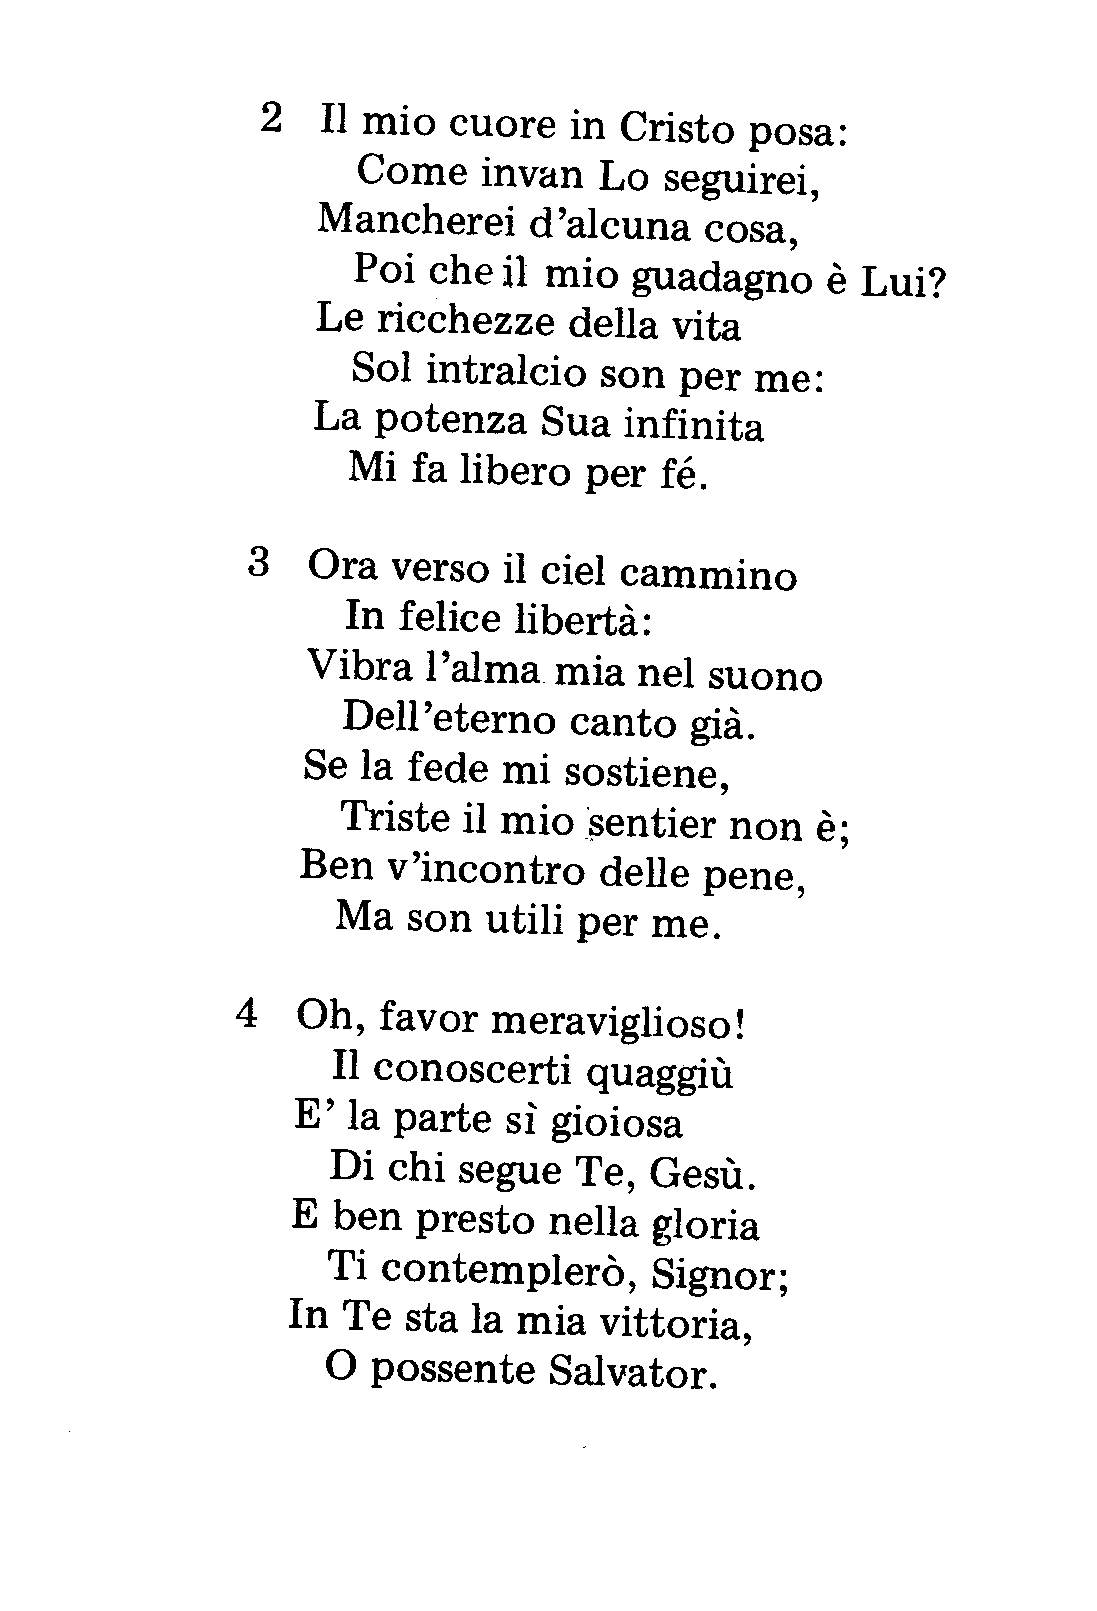 2 Il mio cuore in Cristo posa:
Come invan Lo seguirei,
Mancherei d'alcuna cosa,
Poi che il mio guadagno è Lui?
Le ricchezze della vita
Sol intralcio son per me:
La potenza Sua infinita
Mi fa libero per fé.
3 Ora verso il ciel cammino
In felice libertà:
Vibra l'alma mia nel suono
Dell'eterno canto già.
Se la fede mi sostiene,
Triste il mio sentier non è;
Ben v'incontro delle pene,
Ma son utili per me.
4 Oh, favor meraviglioso!
Il conoscerti quaggiù
E' la parte sì gioiosa
Di chi segue Te, Gesù.
E ben presto nella gloria
Ti contemplerò, Signor;
In Te sta la mia vittoria,
O possente Salvator.